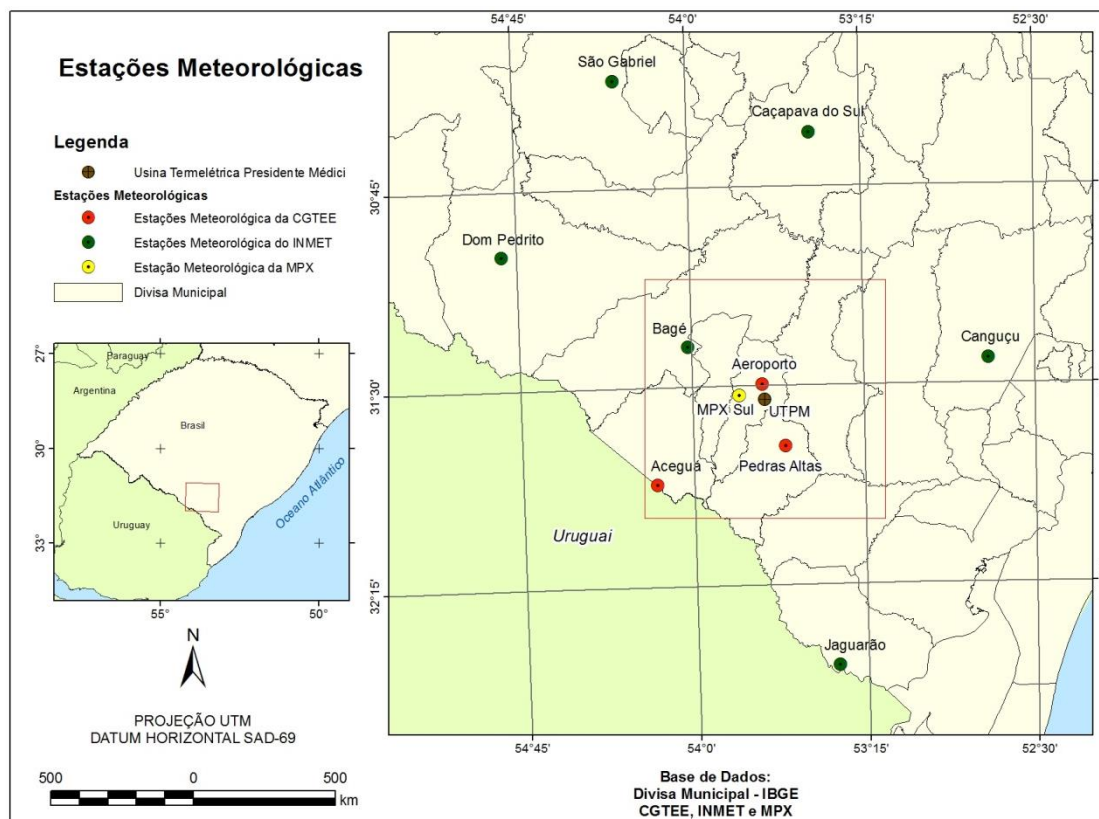 Estações Meteorológicas
Legenda
Usina Termelétrica Presidente Médici
Estações Meteorológicas
Estações Meteorológica da CGTEE
Estações Meteorológica do INMET
Estação Meteorológica da MPX
Divisa Municipal
27°
30°
33°
Paraguay
Argentina
Brasil
Uruguay
Oceano Atlântico
55°
50°
N
PROJEÇÃO UTM
DATUM HORIZONTAL SAD-69
500
0
500
km
54°45'
54°0'
53°15'
52°30'
30°45'
31°30'
32°15'
São Gabriel
Caçapava do Sul
Dom Pedrito
Bagé
Aeroporto
Canguçu
MPX Sul
UTPM
Aceguá
Pedras Altas
Uruguai
Jaguarão
54°45'
54°0'
53°15'
52°30'
Base de Dados:
Divisa Municipal - IBGE
CGTEE, INMET e MPX